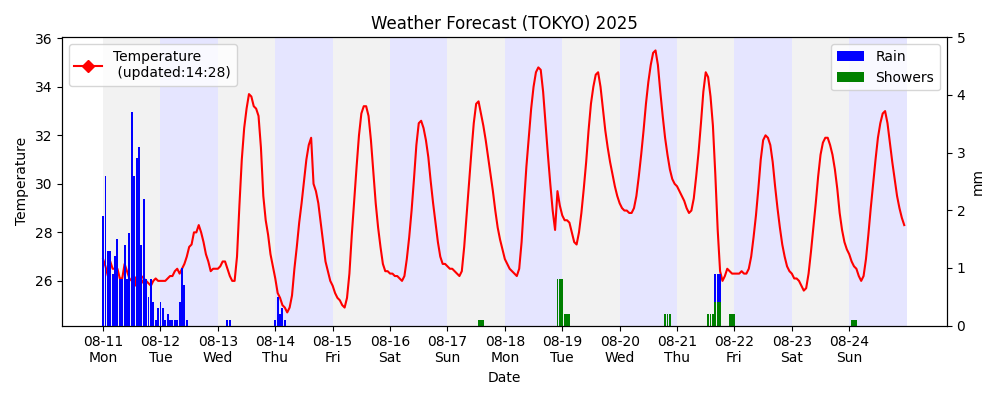 Weather Forecast (TOKYO) 2025
Temperature
(updated:14:28)
Rain
Showers
Temperature
36
34
32
30
28
26
5
4
3
2
1
0
mm
08-11 08-12 08-13 08-14 08-15 08-16 08-17 08-18 08-19 08-20 08-21 08-22 08-23 08-24
Mon Tue Wed Thu Fri Sat Sun Mon Tue Wed Thu Fri Sat Sun
Date